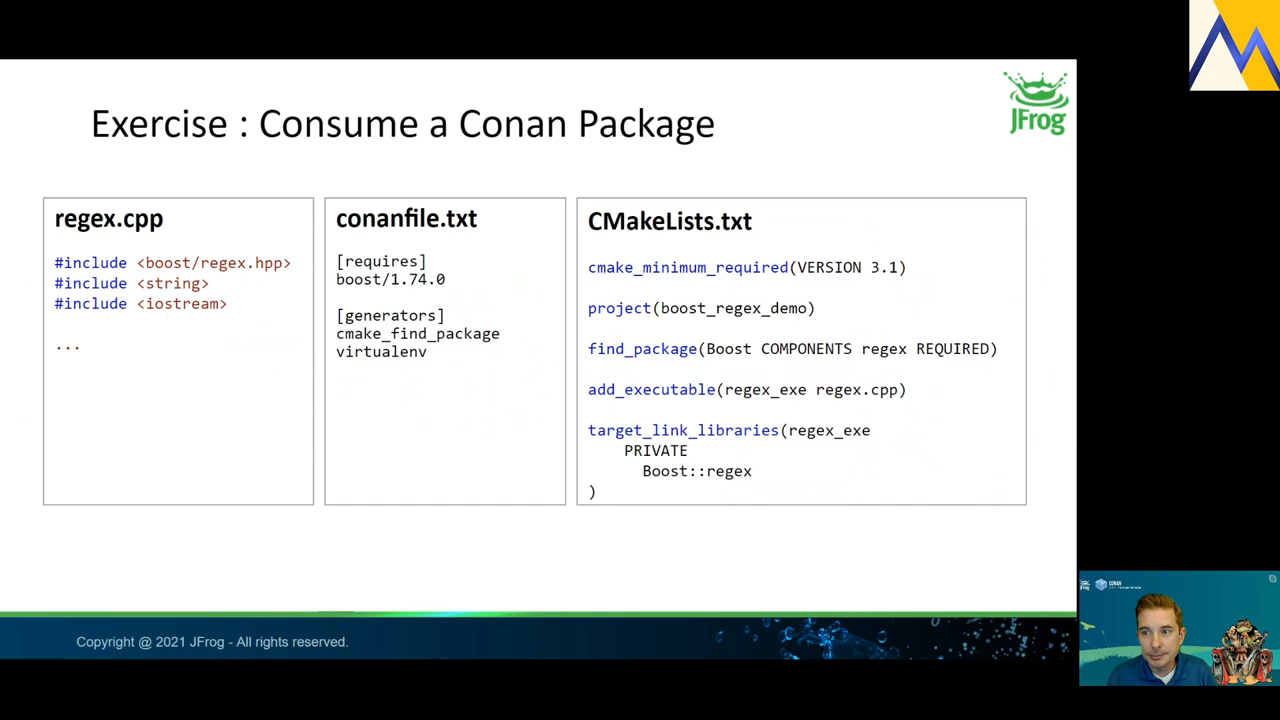 Exercise : Consume a Conan Package
JFrog
regex.cpp
#include <boost/regex.hpp>
#include <string>
#include <iostream>
...
conanfile.txt
[requires]
boost/1.74.0
[generators]
cmake_find_package
virtualenv
CMakeLists.txt
cmake_minimum_required(VERSION 3.1)
project(boost_regex_demo)
find_package(Boost COMPONENTS regex REQUIRED)
add_executable(regex_exe regex.cpp)
target_link_libraries(regex_exe
PRIVATE
Boost::regex
)
Copyright @ 2021 JFrog - All rights reserved.
CONAN